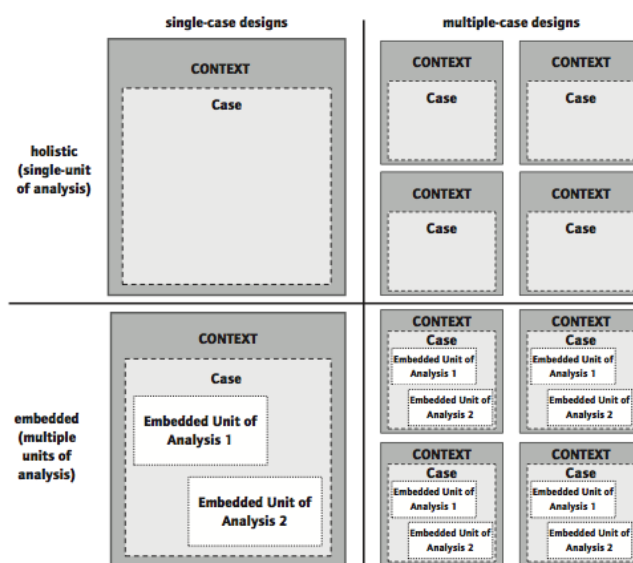 single-case designs
multiple-case designs
holistic
(single-unit
of analysis)
CONTEXT
Case
CONTEXT
Case
CONTEXT
Case
CONTEXT
Case
CONTEXT
Case
embedded
(multiple
units of
analysis)
CONTEXT
Case
Embedded Unit of
Analysis 1
Embedded Unit of
Analysis 2
CONTEXT
Case
Embedded Unit of
Analysis 1
Embedded Unit of
Analysis 2
CONTEXT
Case
Embedded Unit of
Analysis 1
Embedded Unit of
Analysis 2
CONTEXT
Case
Embedded Unit of
Analysis 1
Embedded Unit of
Analysis 2
CONTEXT
Case
Embedded Unit of
Analysis 1
Embedded Unit of
Analysis 2